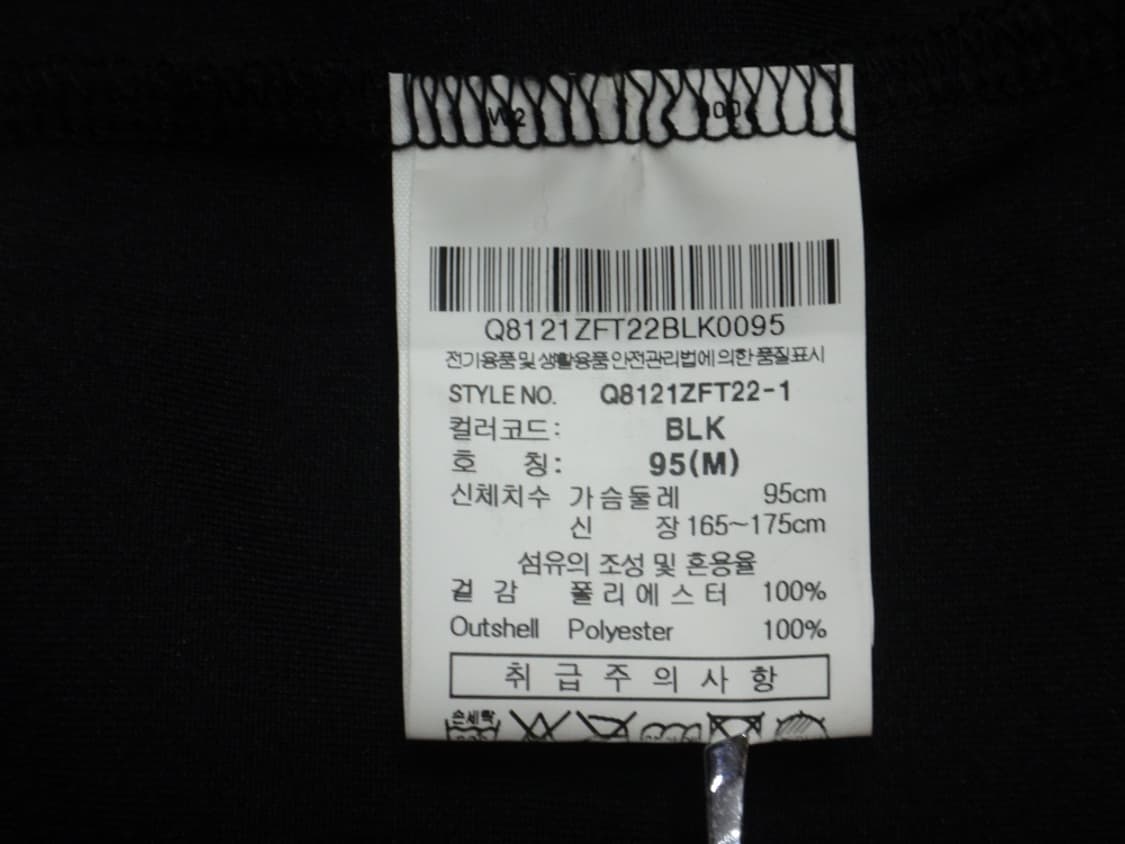 Q8121ZFT22BLK0095
전기용품 및 생활용품 안전관리법에 의한 품질표시
STYLE NO. Q8121ZFT22-1
컬러코드: BLK
호 칭: 95(M)
신체치수 가슴둘레 95cm
신 장 165~175cm
섬유의 조성 및 혼용율
겉 감 폴리에스터 100%
Outshell Polyester 100%
취급주의사항
손세탁